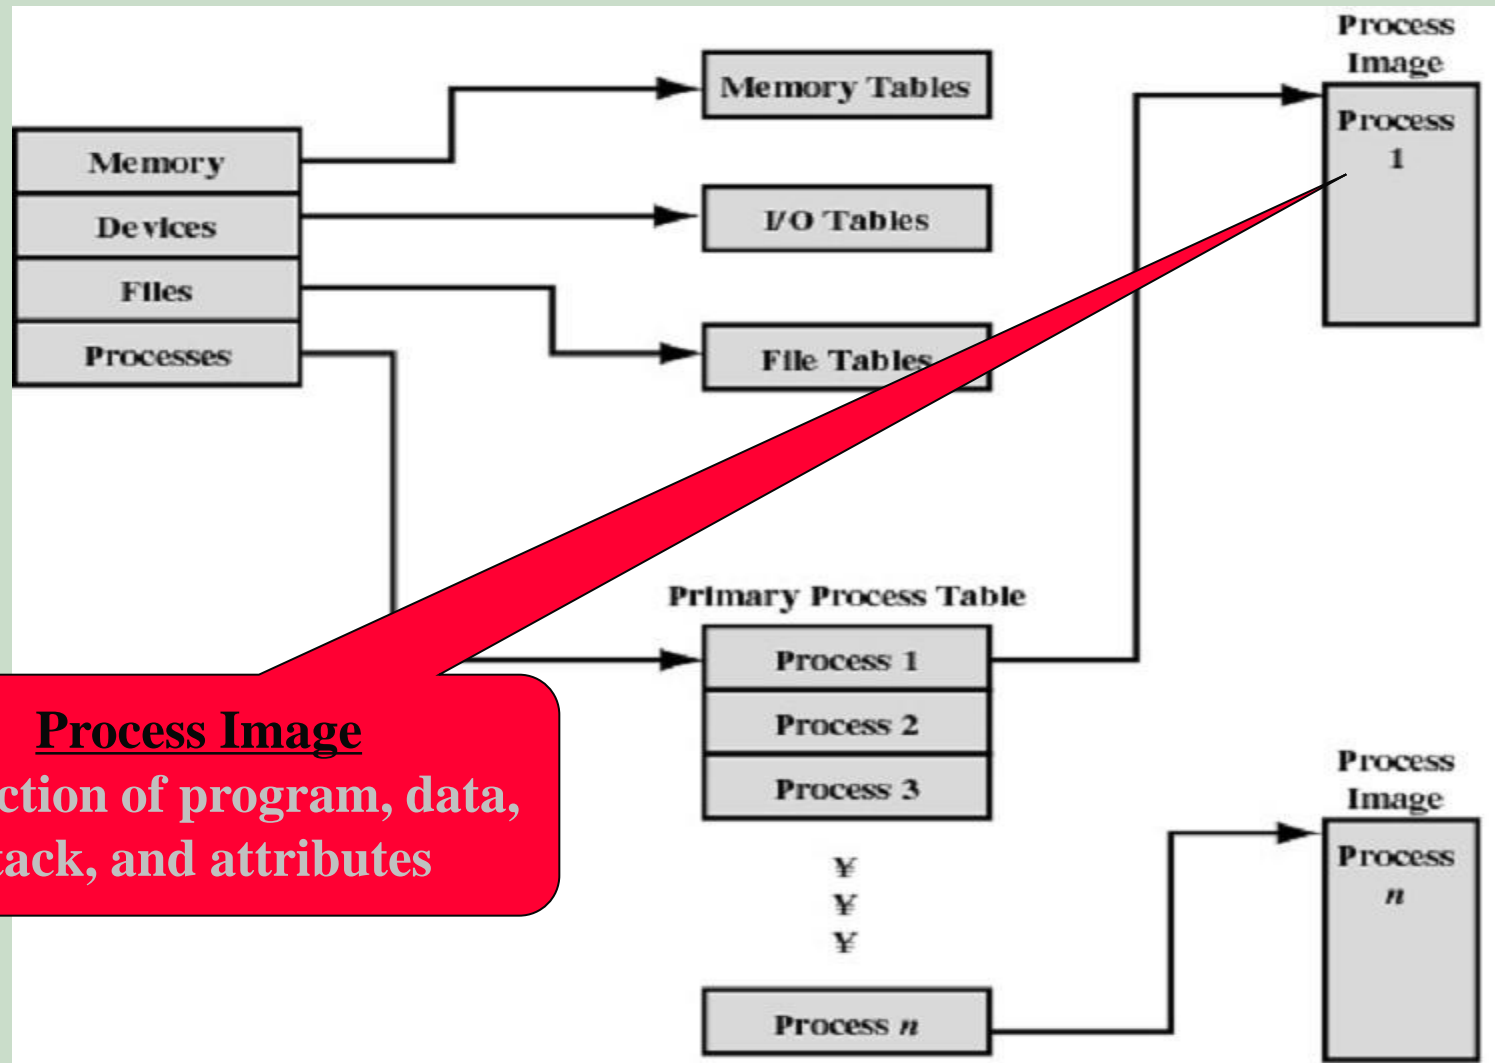 Process
Image
Process
1
Memory Tables
Memory
Devices
Files
Processes
I/O Tables
File Tables
Primary Process Table
Process 1
Process 2
Process 3
¥
¥
¥
Process n
Process Image
ction of program, data,
tack, and attributes
Process
Image
Process
n